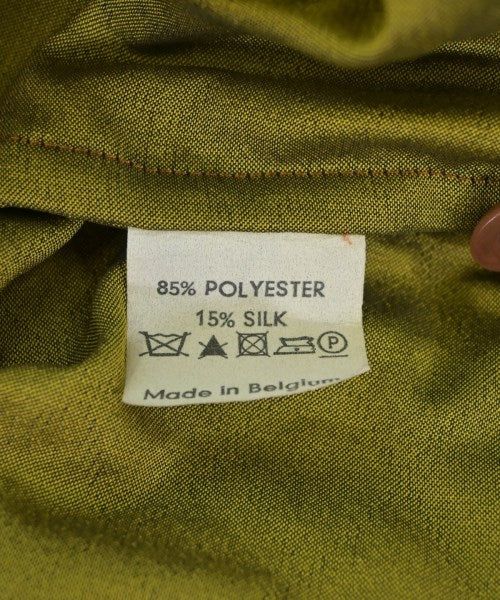 85% POLYESTER
15% SILK
P
Made in Belgium